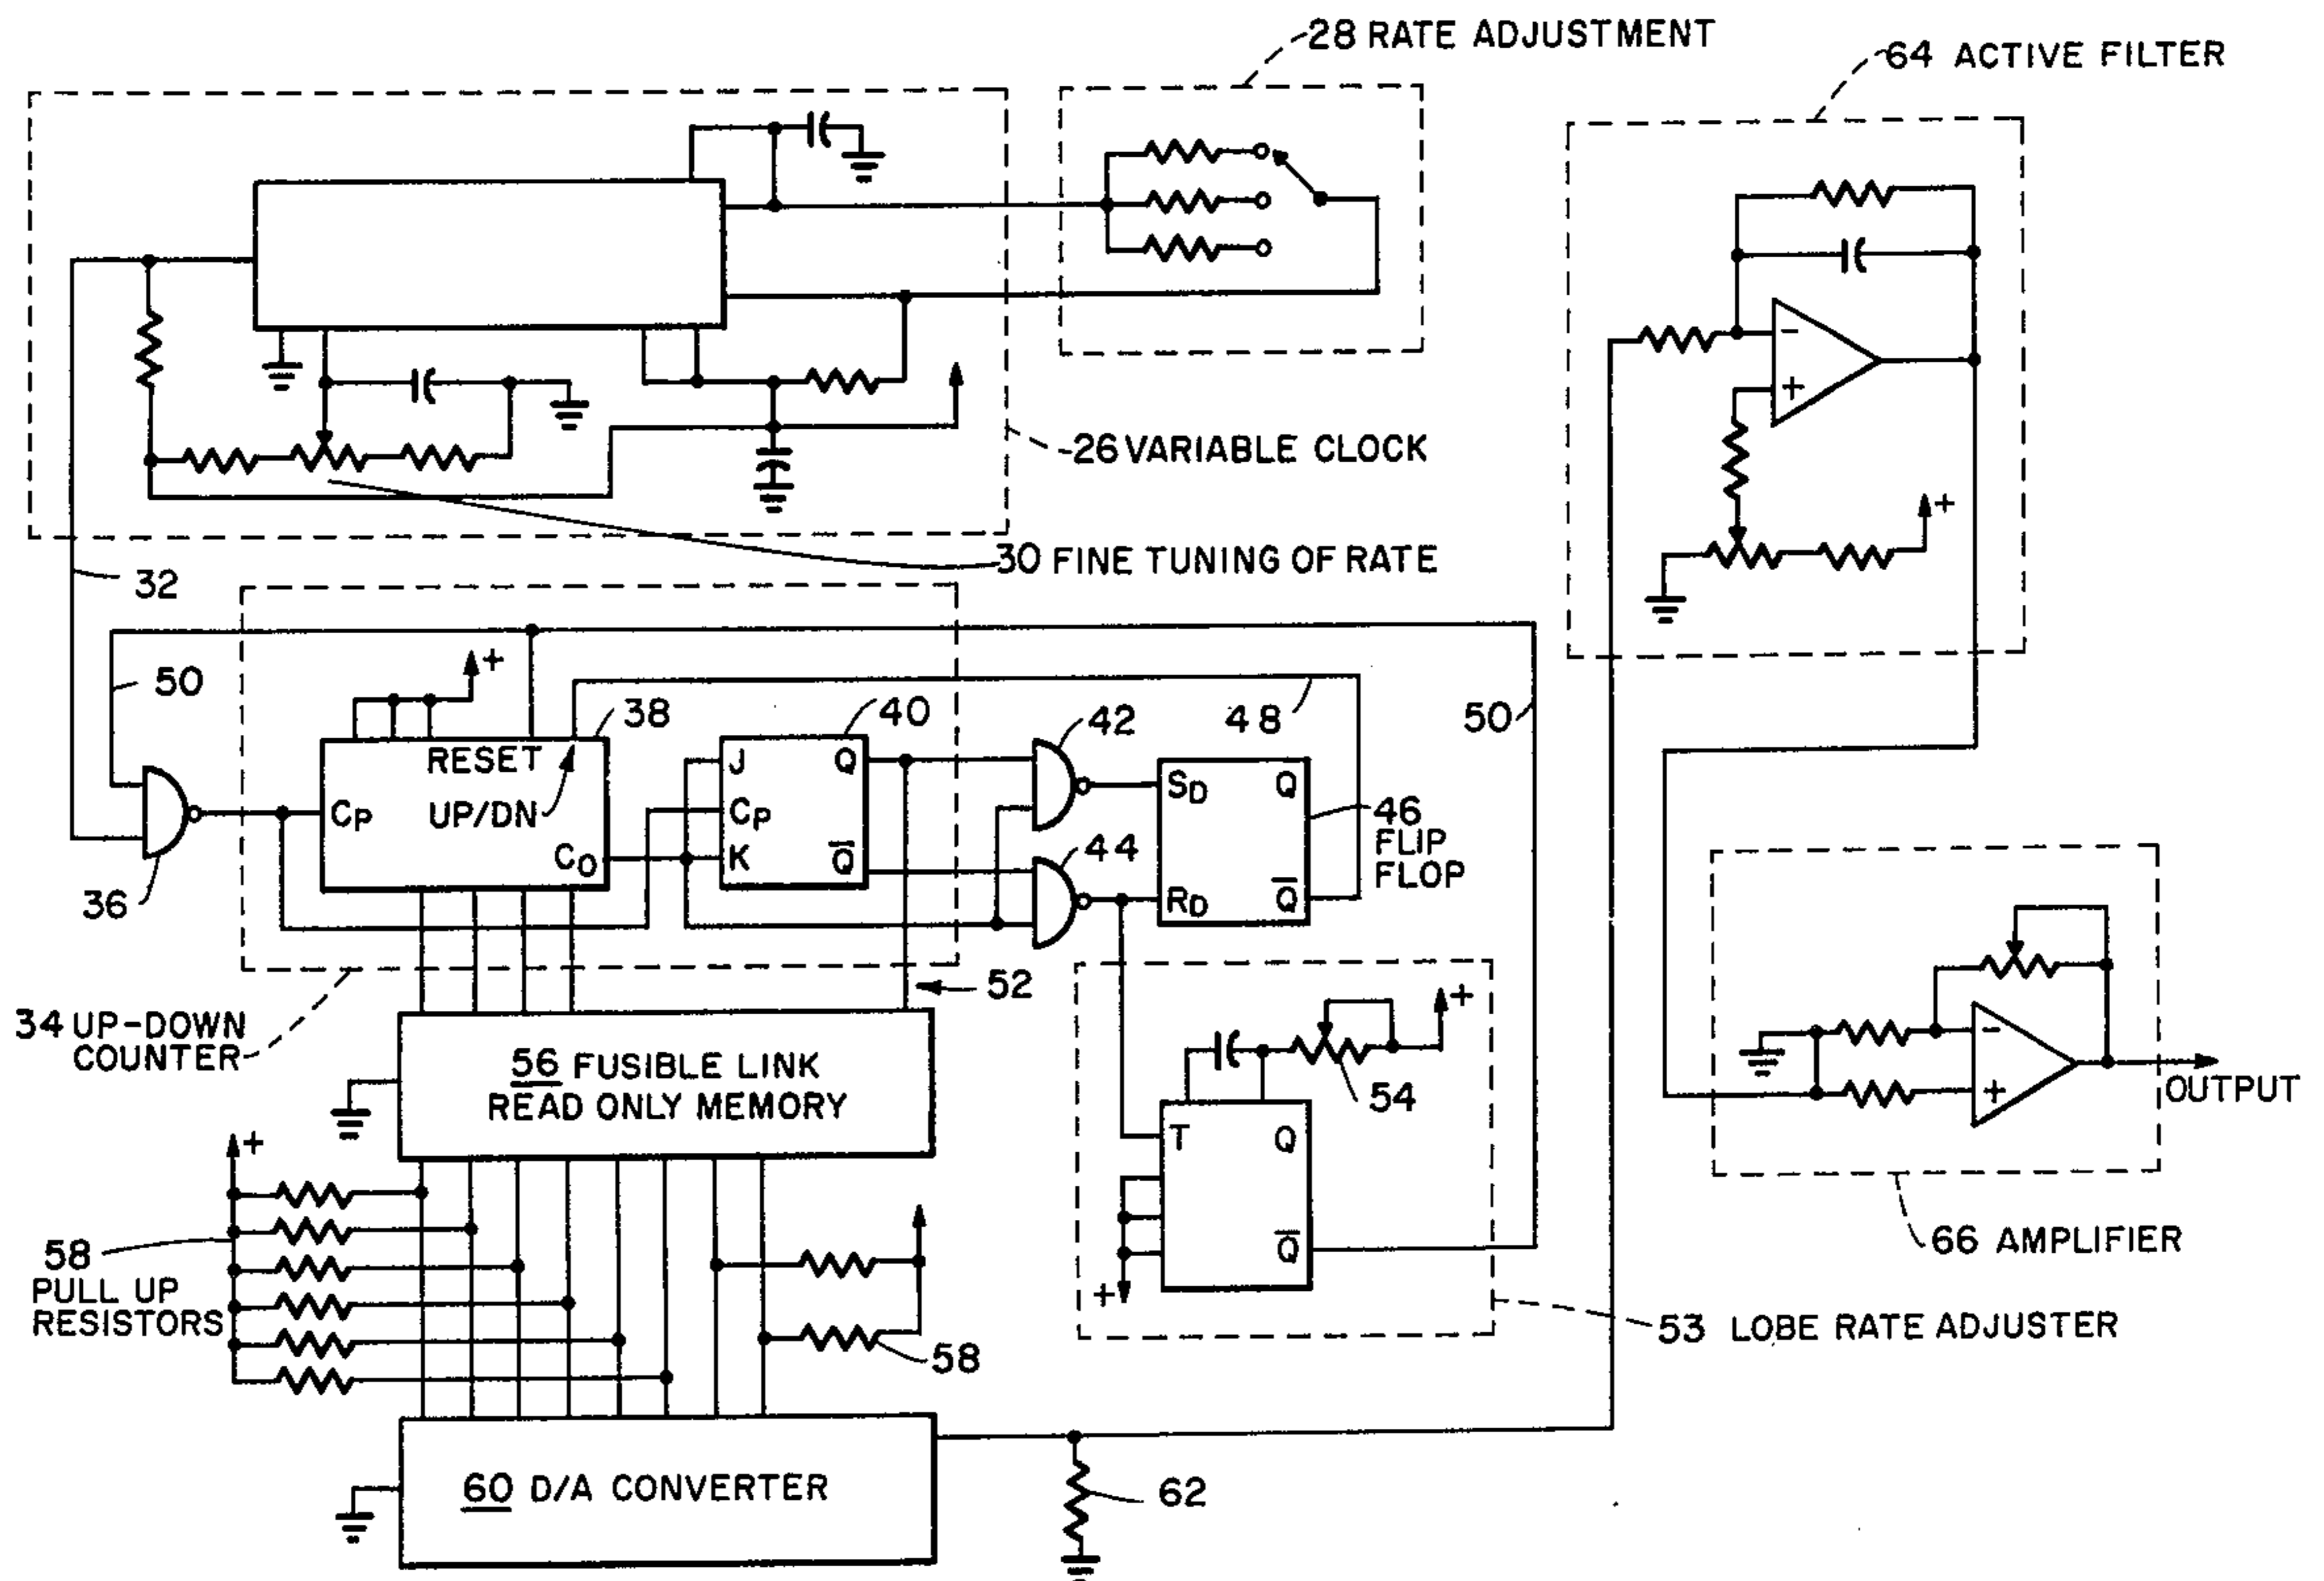 28 RATE ADJUSTMENT
64 ACTIVE FILTER
26 VARIABLE CLOCK
30 FINE TUNING OF RATE
32
50
+
RESET
UP/DN
CP
CO
38
40
J
CP
K
Q
Q̅
42
44
48
50
SD
RD
Q
Q̅
46
FLIP
FLOP
36
34 UP-DOWN
COUNTER
52
56 FUSIBLE LINK
READ ONLY MEMORY
+
58
PULL UP
RESISTORS
58
60 D/A CONVERTER
62
+
54
T
Q
Q̅
+
53 LOBE RATE ADJUSTER
-
+
+
-
+
OUTPUT
66 AMPLIFIER